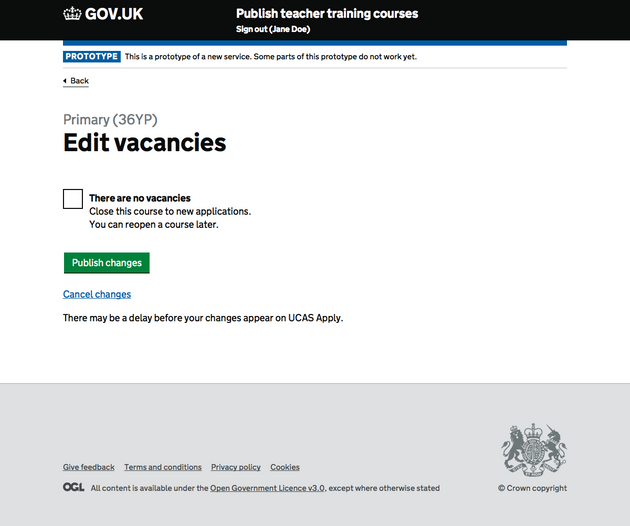 GOV.UK
Publish teacher training courses
Sign out (Jane Doe)
PROTOTYPE This is a prototype of a new service. Some parts of this prototype do not work yet.
Back
Primary (36YP)
Edit vacancies
There are no vacancies
Close this course to new applications.
You can reopen a course later.
Publish changes
Cancel changes
There may be a delay before your changes appear on UCAS Apply.
Give feedback Terms and conditions Privacy policy Cookies
OGL All content is available under the Open Government Licence v3.0, except where otherwise stated
© Crown copyright